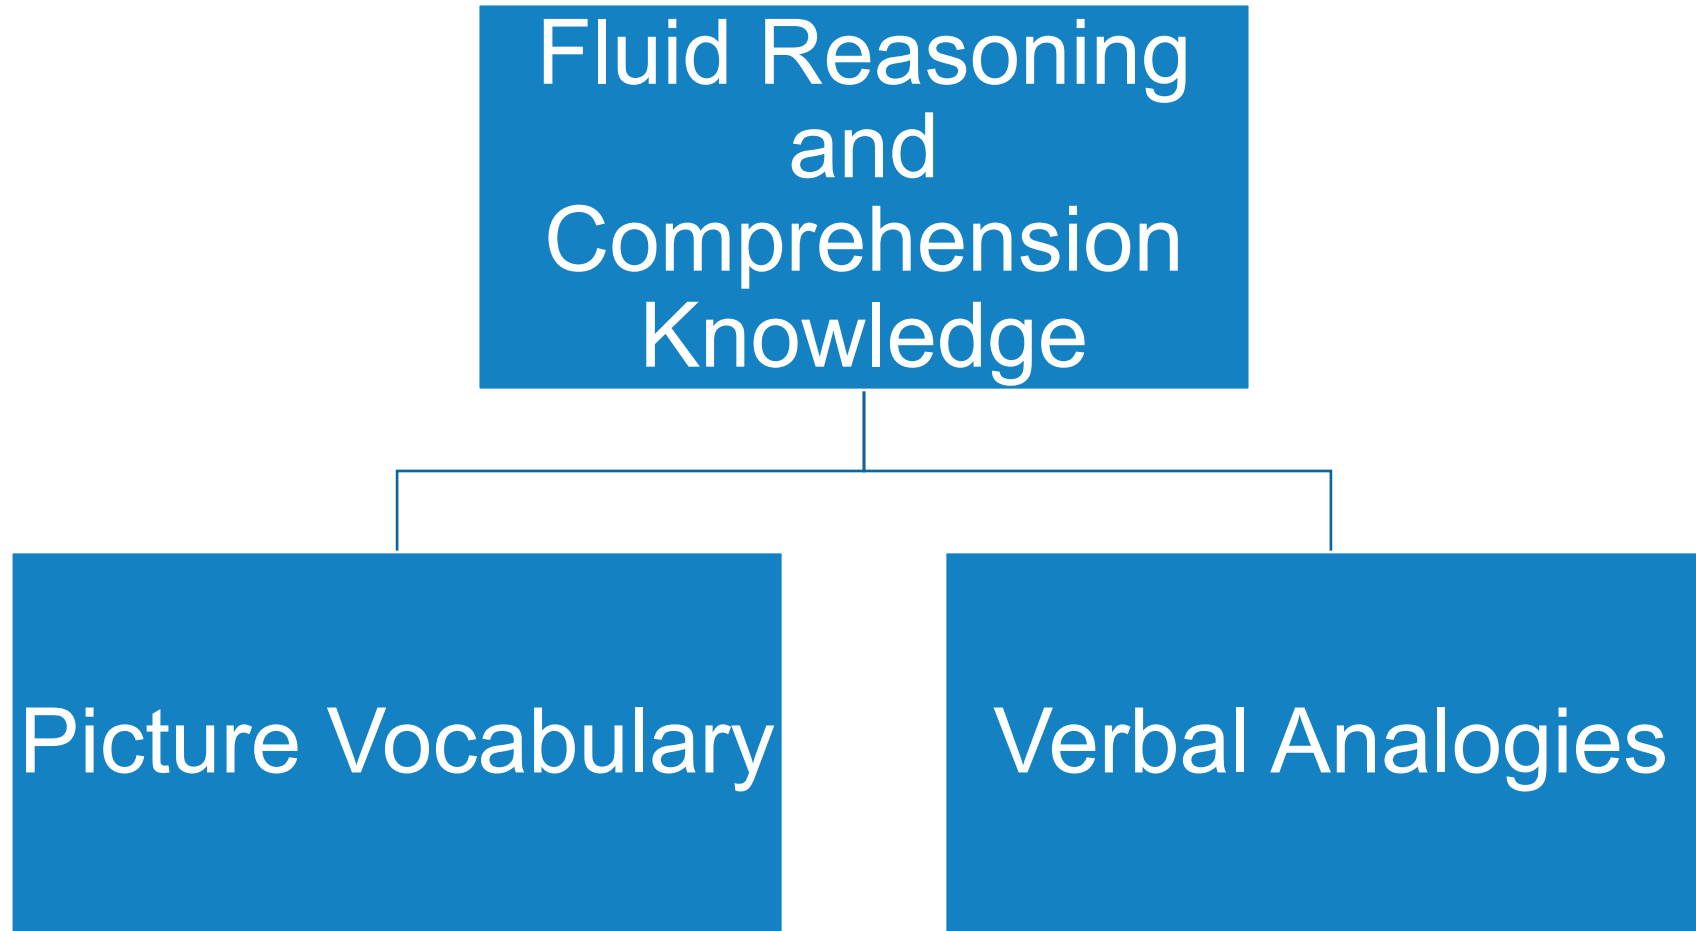 Fluid Reasoning
and
Comprehension
Knowledge
Picture Vocabulary
Verbal Analogies